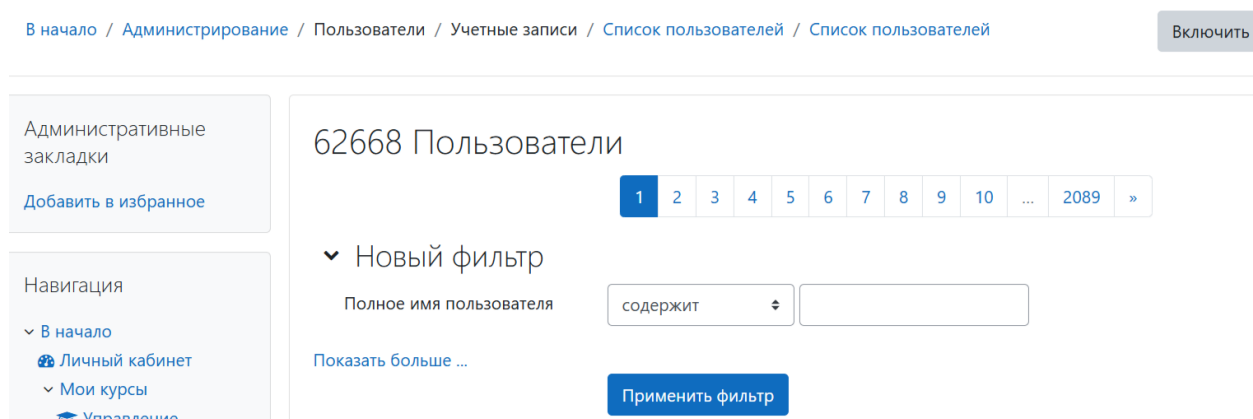 В начало / Администрирование / Пользователи / Учетные записи / Список пользователей / Список пользователей
Включить
Административные
закладки
Добавить в избранное
Навигация
В начало
Личный кабинет
Мои курсы
Управление
62668 Пользователи
1 2 3 4 5 6 7 8 9 10 ... 2089 »
Новый фильтр
Полное имя пользователя
содержит
Показать больше ...
Применить фильтр